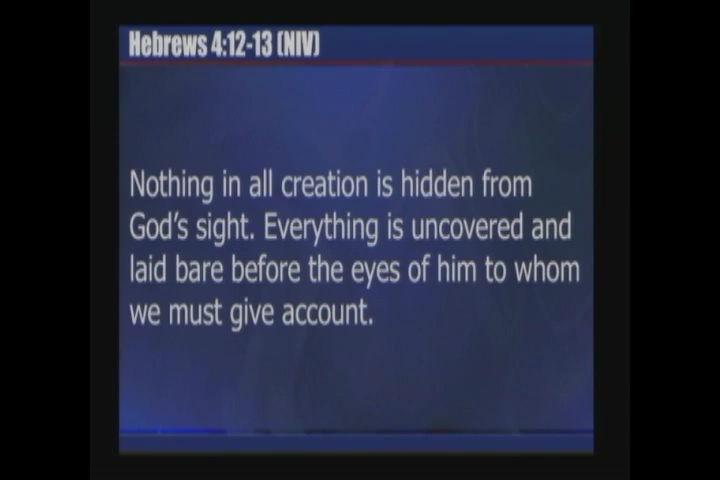 Hebrews 4:12-13 (NIV)
Nothing in all creation is hidden from
God's sight. Everything is uncovered and
laid bare before the eyes of him to whom
we must give account.